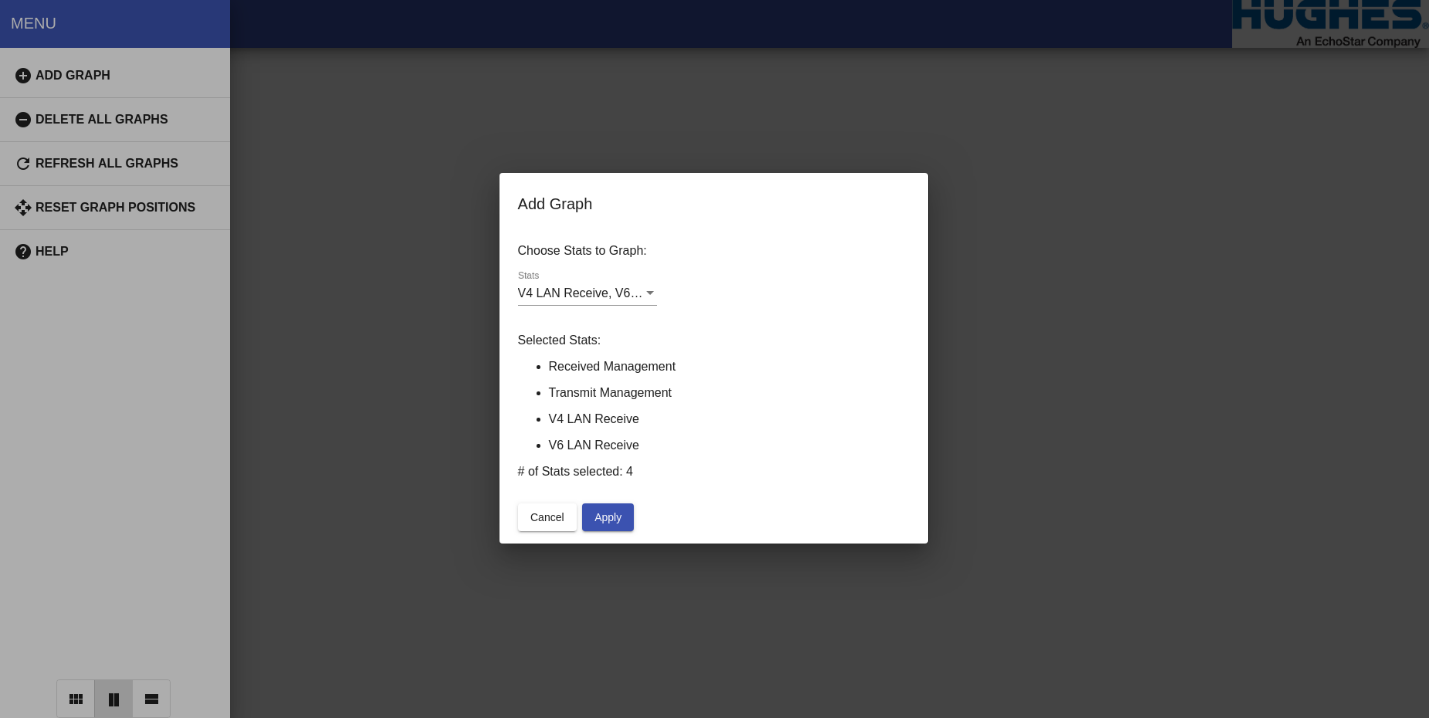 MENU
HUGHES®
An EchoStar Company
ADD GRAPH
DELETE ALL GRAPHS
REFRESH ALL GRAPHS
RESET GRAPH POSITIONS
HELP
Add Graph
Choose Stats to Graph:
Stats
V4 LAN Receive, V6…
Selected Stats:
• Received Management
• Transmit Management
• V4 LAN Receive
• V6 LAN Receive
# of Stats selected: 4
Cancel Apply